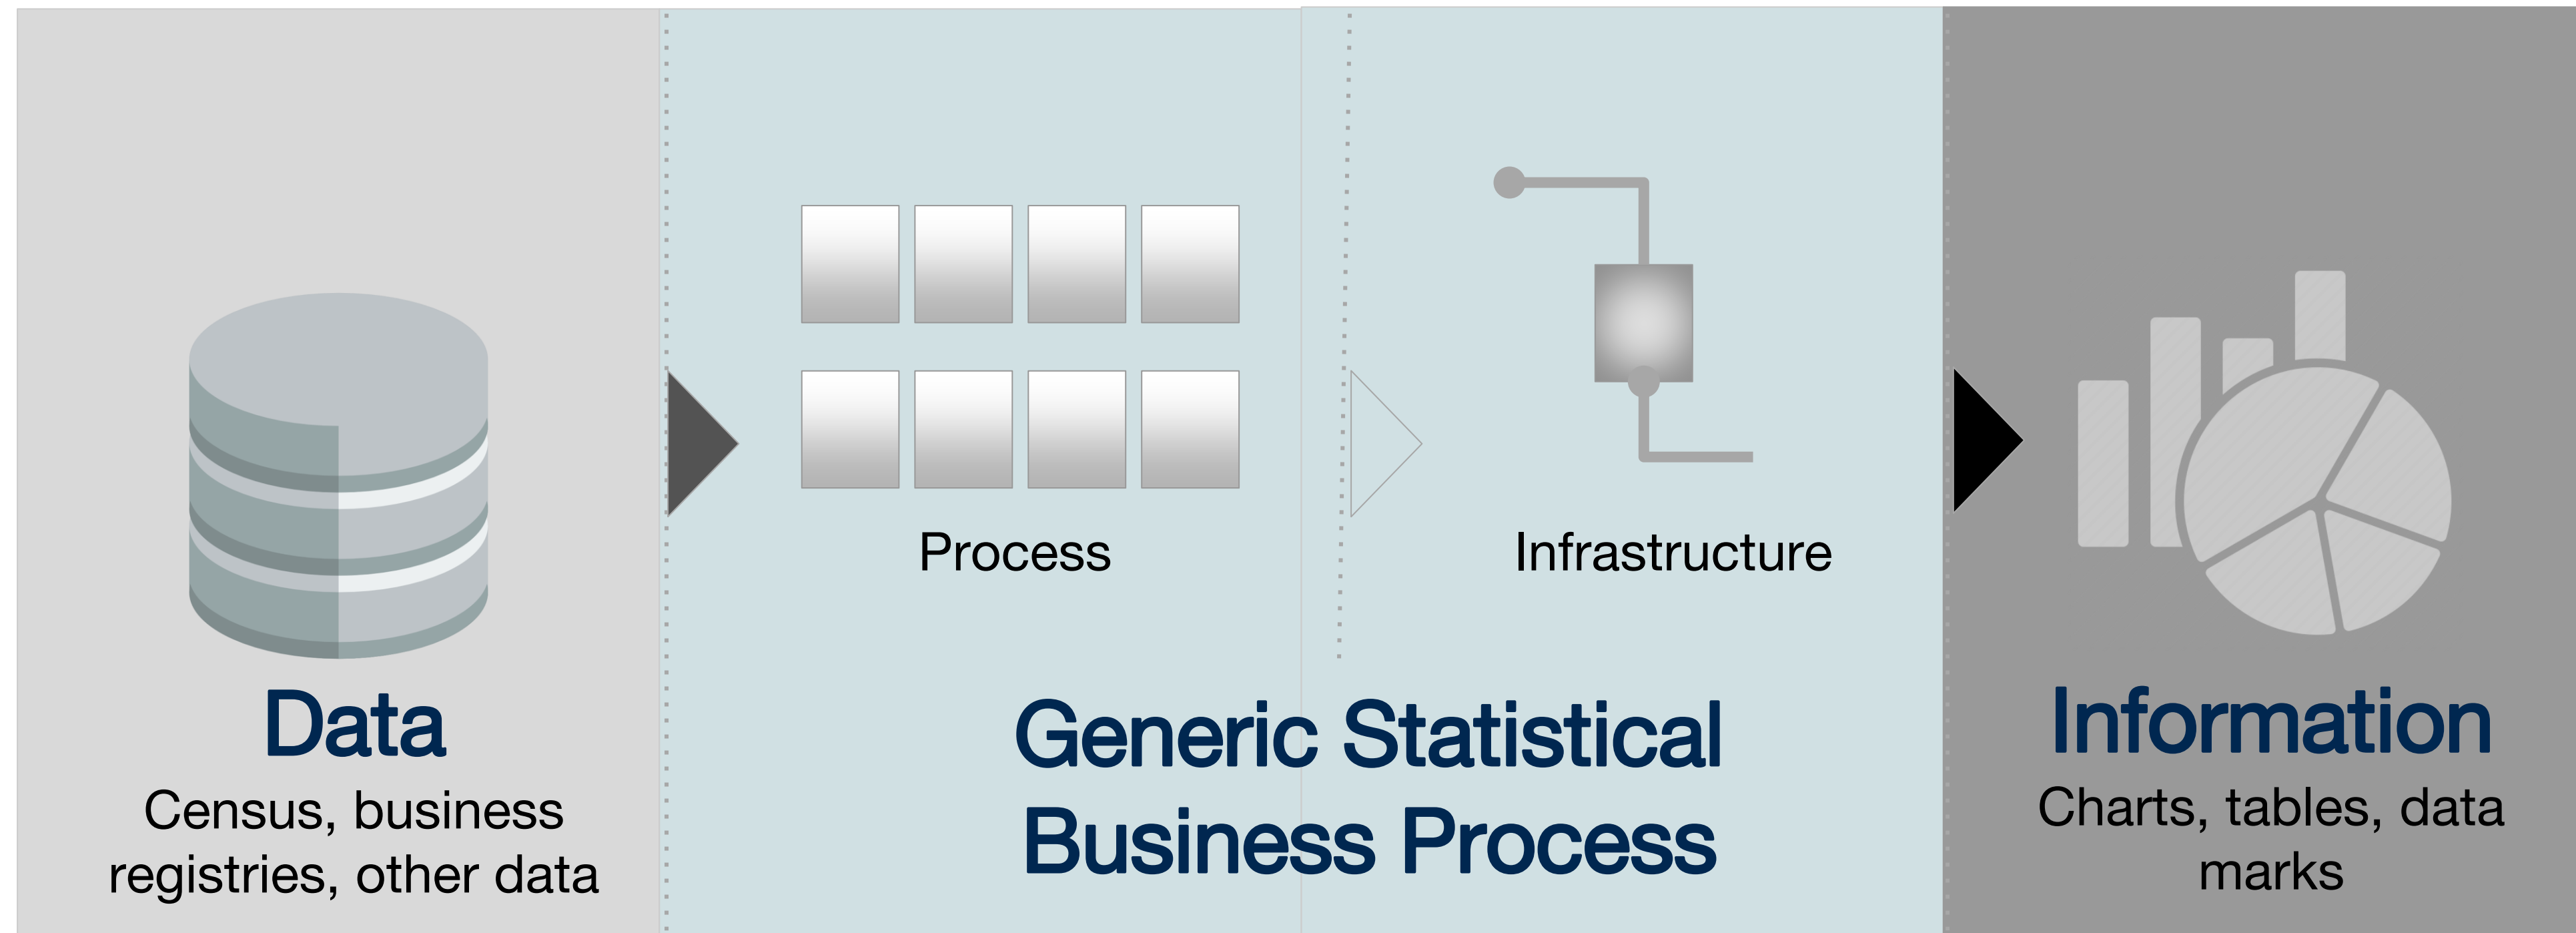 Data
Census, business
registries, other data
Process
Infrastructure
Generic Statistical
Business Process
Information
Charts, tables, data
marks